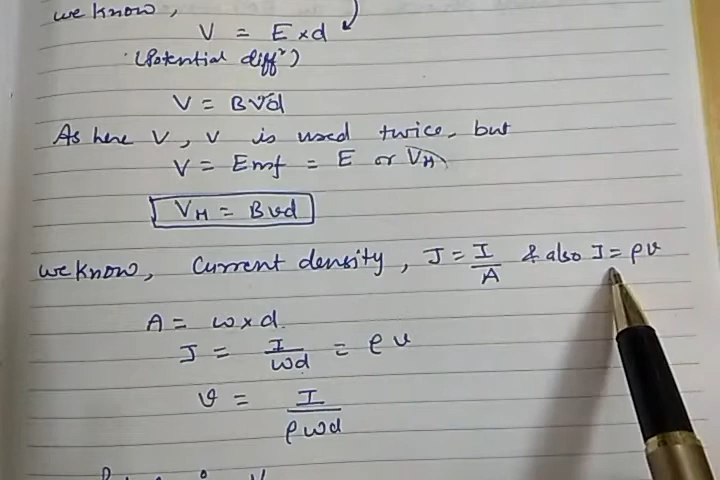 we know,
V = E × d
(Potential diffⁿ)
V = Bvd
As here V, v is used twice, but
V = Emf = E or VH
VH = Bvd
we know, Current density, J = I/A & also J = ρv
A = w × d.
J = I/wd = ρv
v = I/ρwd